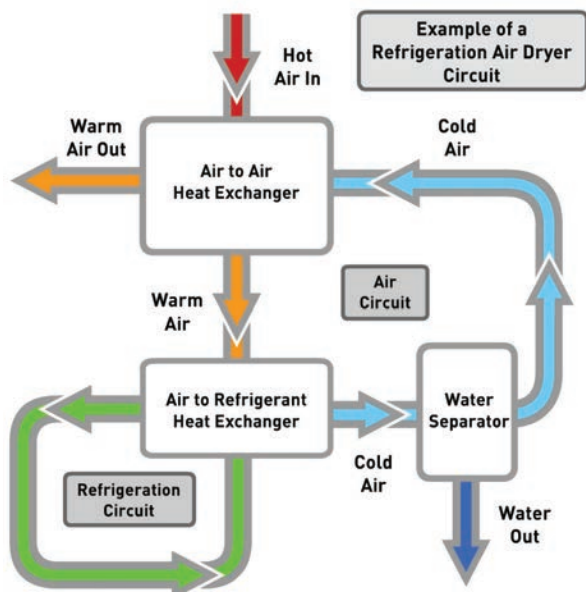 Example of a
Refrigeration Air Dryer
Circuit
Hot
Air In
Warm
Air Out
Cold
Air
Air to Air
Heat Exchanger
Air
Circuit
Warm
Air
Air to Refrigerant
Heat Exchanger
Water
Separator
Cold
Air
Refrigeration
Circuit
Water
Out